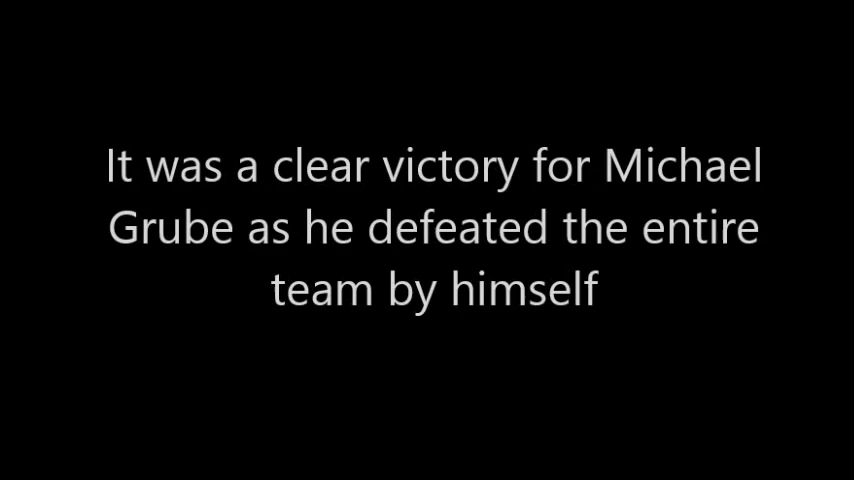 It was a clear victory for Michael
Grube as he defeated the entire
team by himself